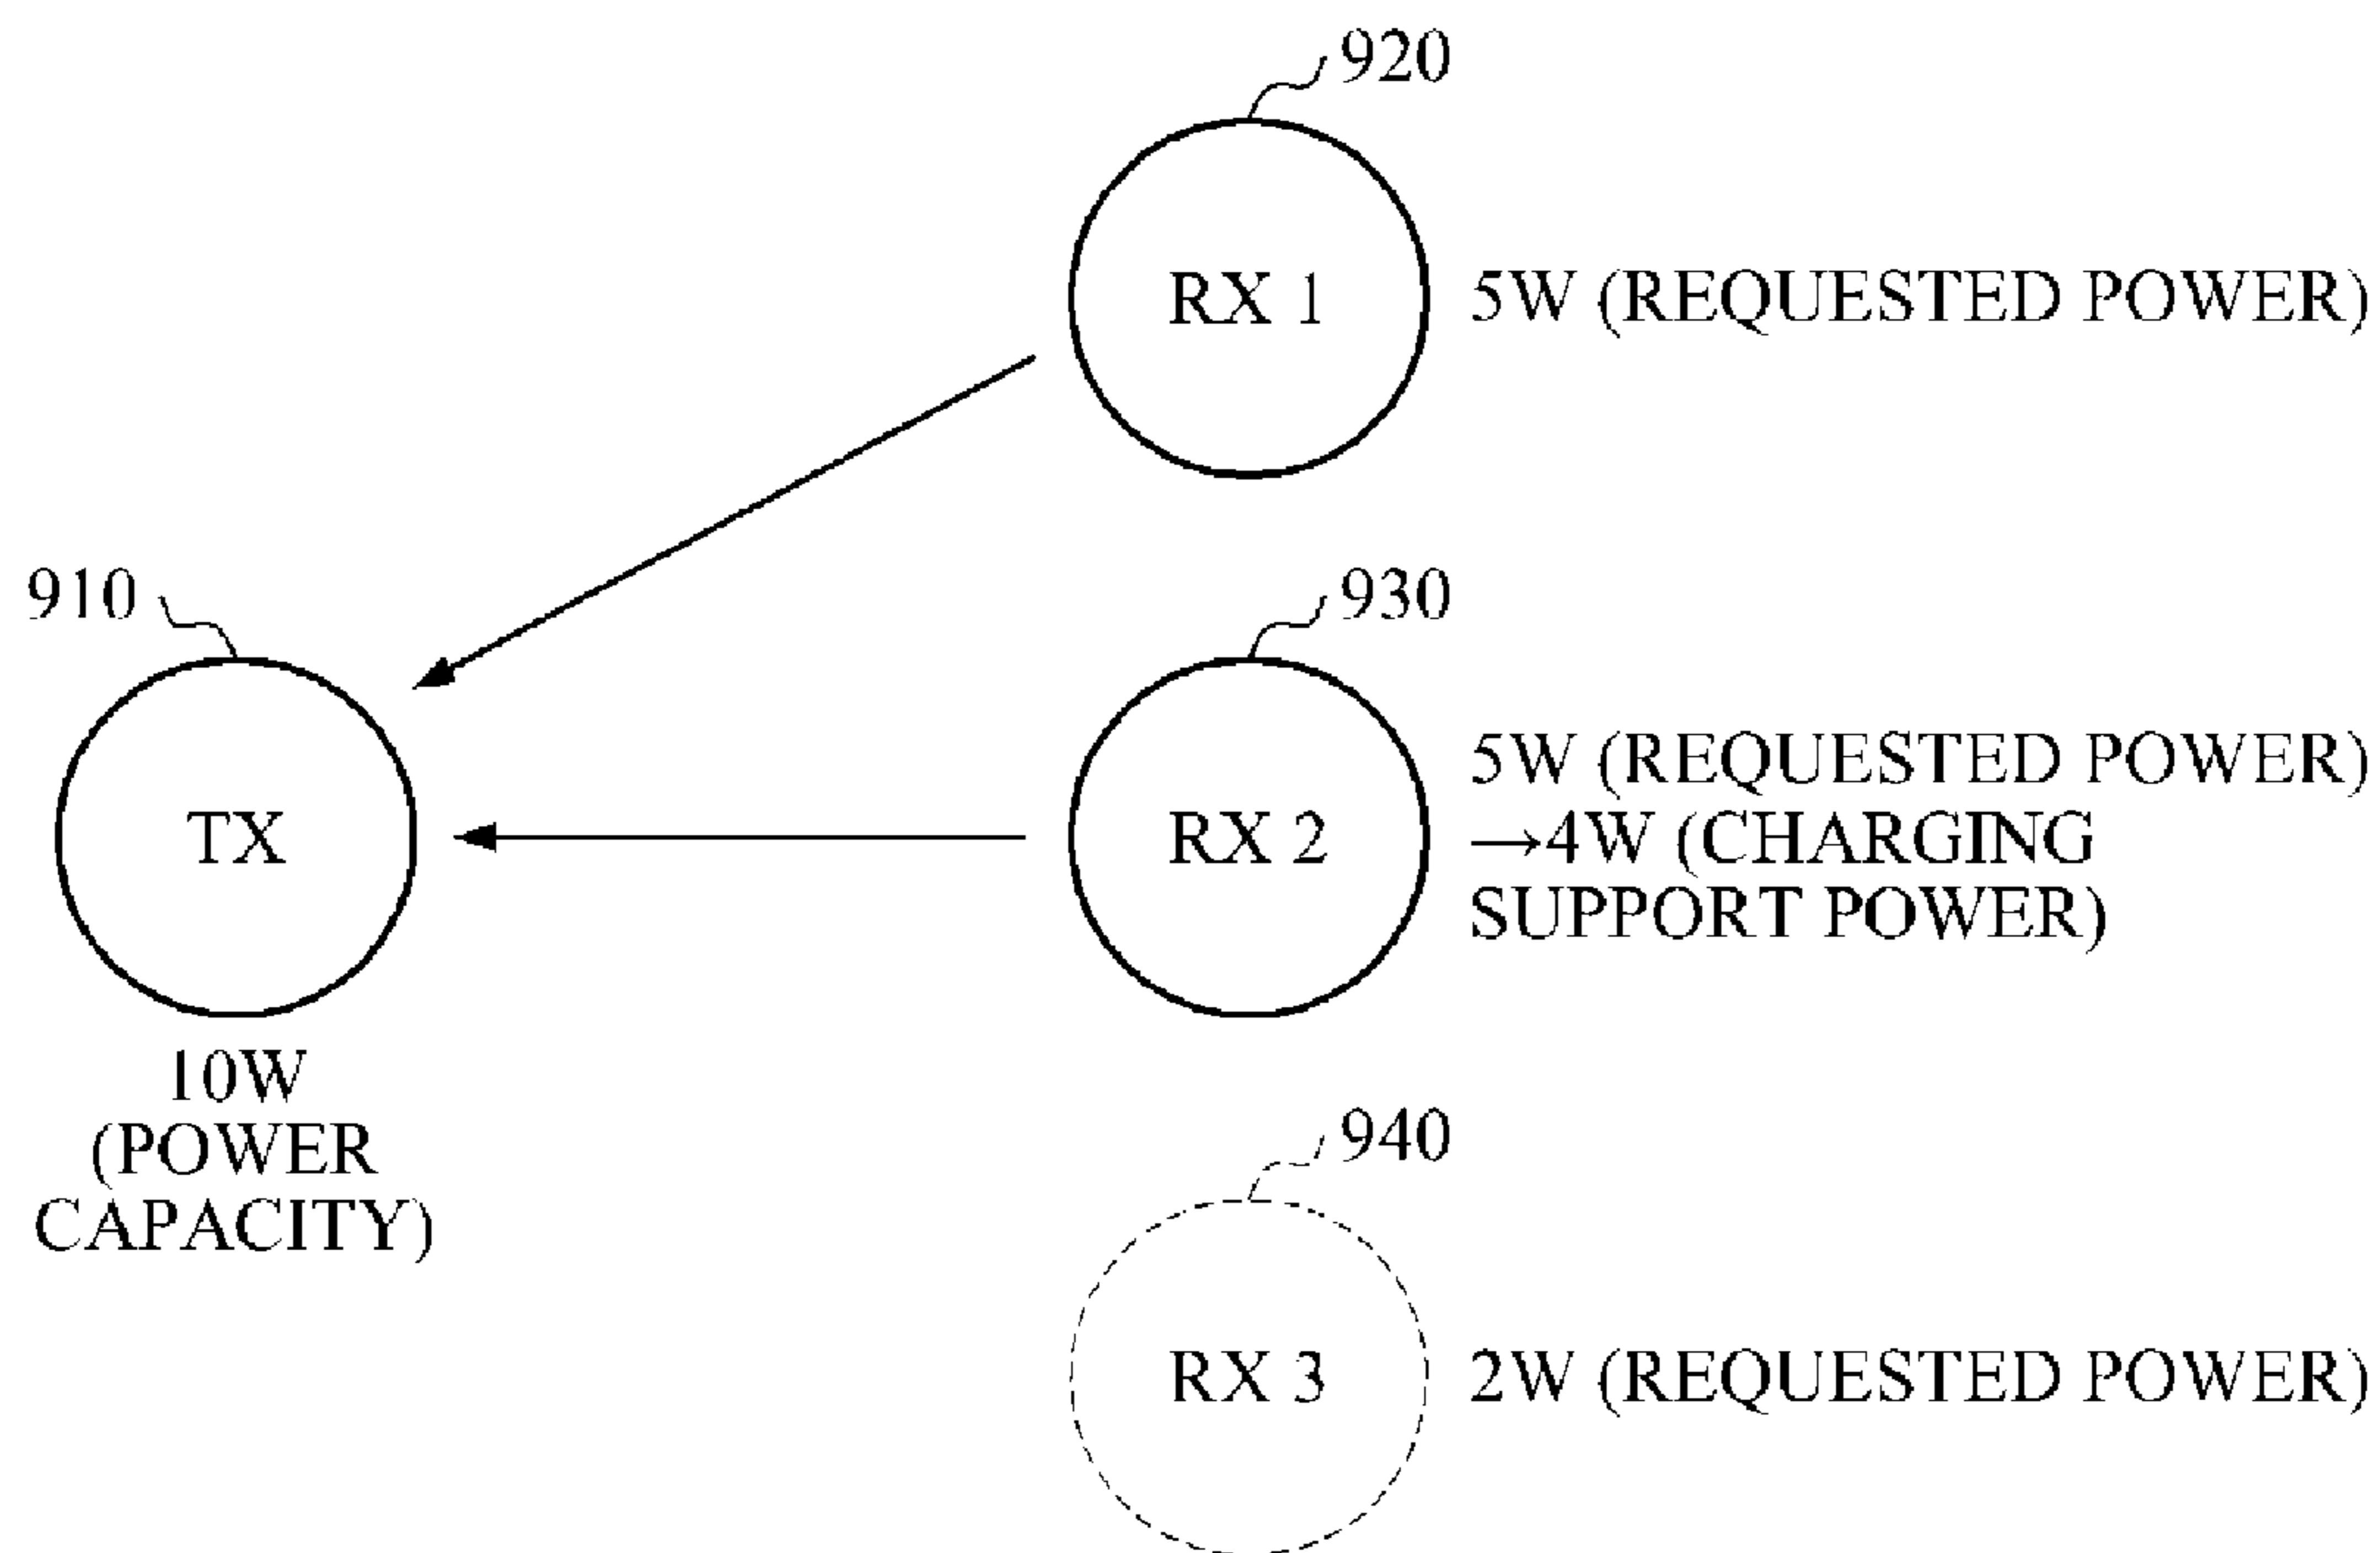 920
RX 1
5W (REQUESTED POWER)
910
930
TX
RX 2
5W (REQUESTED POWER)
→4W (CHARGING
SUPPORT POWER)
10W
(POWER
CAPACITY)
940
RX 3
2W (REQUESTED POWER)